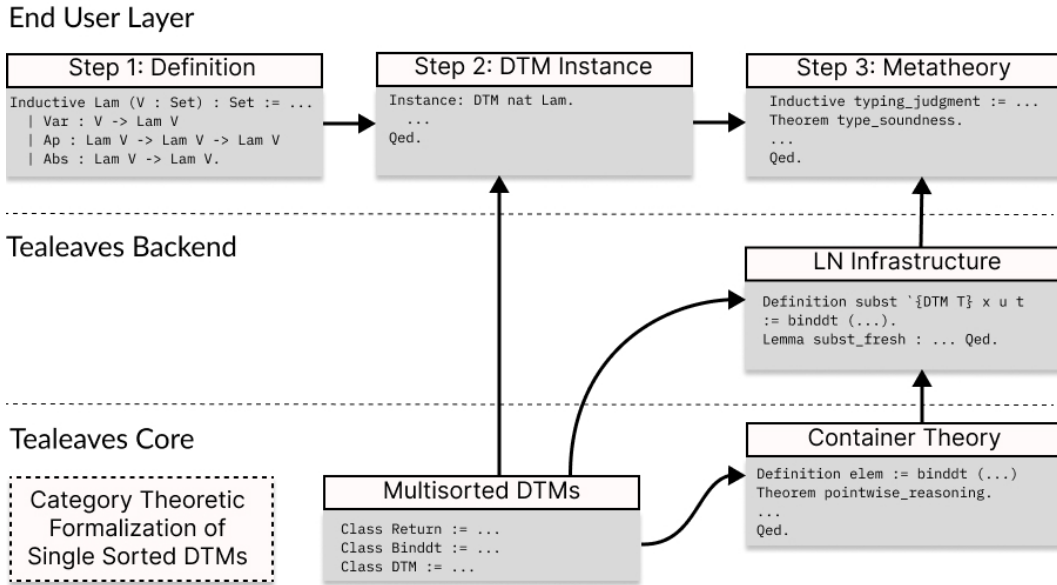 End User Layer
Step 1: Definition
Inductive Lam (V : Set) : Set := ...
| Var : V -> Lam V
| Ap : Lam V -> Lam V -> Lam V
| Abs : Lam V -> Lam V.
Step 2: DTM Instance
Instance: DTM nat Lam.
...
Qed.
Step 3: Metatheory
Inductive typing_judgment := ...
Theorem type_soundness.
...
Qed.
Tealeaves Backend
LN Infrastructure
Definition subst `{DTM T} x u t
:= binddt (...).
Lemma subst_fresh : ... Qed.
Tealeaves Core
Category Theoretic
Formalization of
Single Sorted DTMs
Multisorted DTMs
Class Return := ...
Class Binddt := ...
Class DTM := ...
Container Theory
Definition elem := binddt (...)
Theorem pointwise_reasoning.
...
Qed.